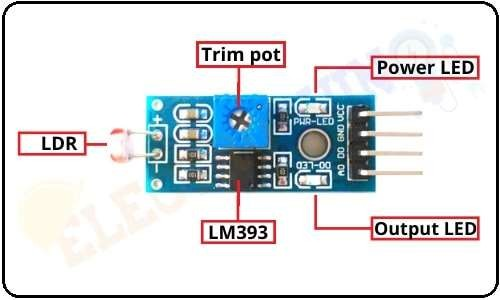 Trim pot
Power LED
LDR
+
-
PWR-LED
VCC
GND
DO
AO
DO-LED
LM393
Output LED